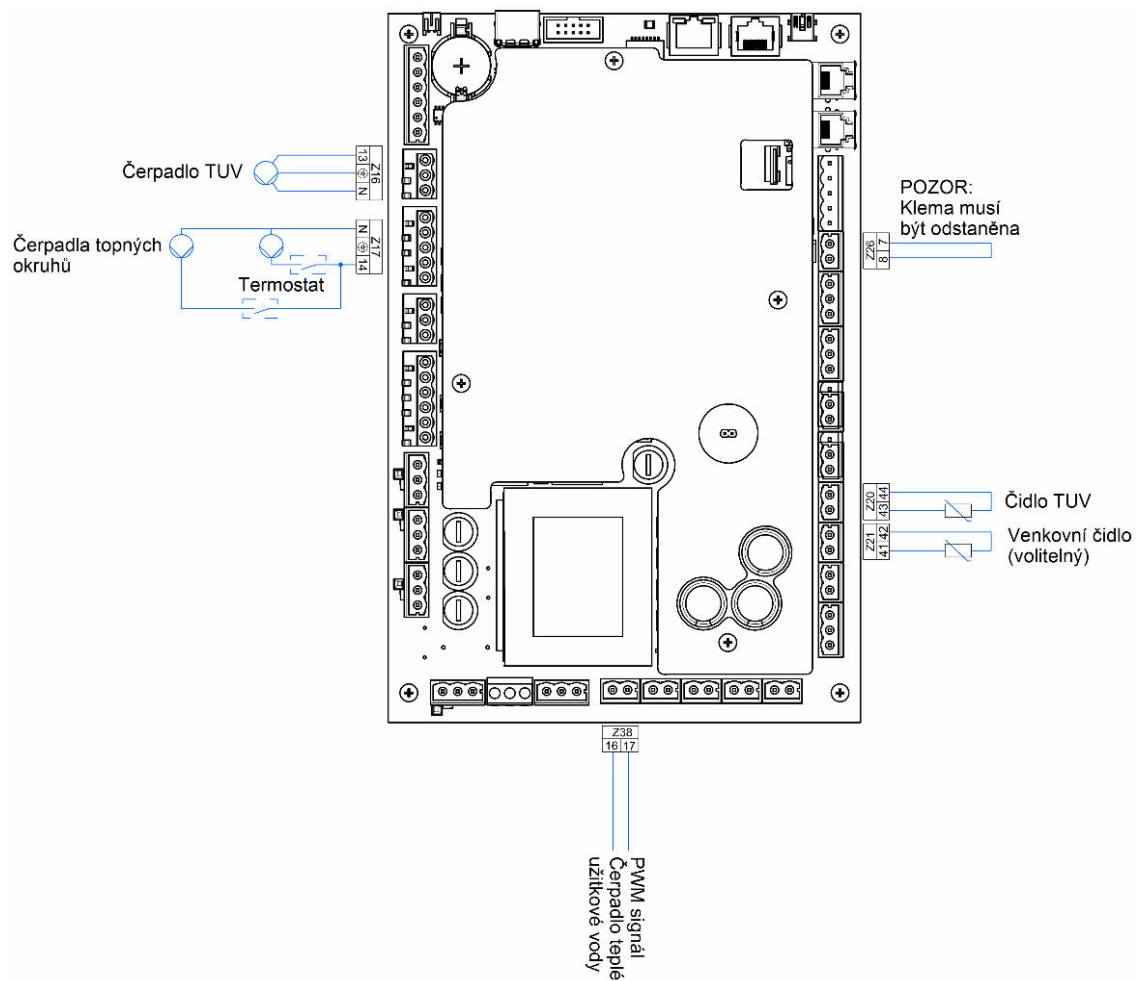 Čerpadlo TUV
13
N
Z16
Čerpadla topných
okruhů
N
14
Z17
Termostat
POZOR:
Klema musí
být odstaněna
Z26
7
8
Čidlo TUV
Z20
44
43
Venkovní čidlo
(volitelný)
Z21
42
41
Z38
16 17
PWM signál
Čerpadlo teplé
užitkové vody